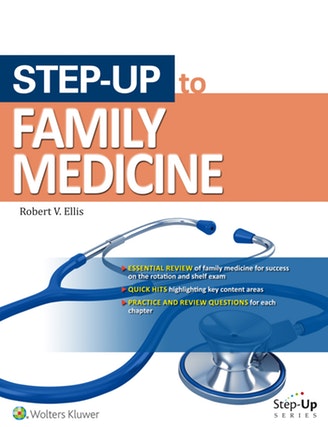 STEP-UP to
FAMILY
MEDICINE
Robert V. Ellis
ESSENTIAL REVIEW of family medicine for success
on the rotation and shelf exam
QUICK HITS highlighting key content areas
PRACTICE AND REVIEW QUESTIONS for each
chapter
Wolters Kluwer
Step-Up
SERIES